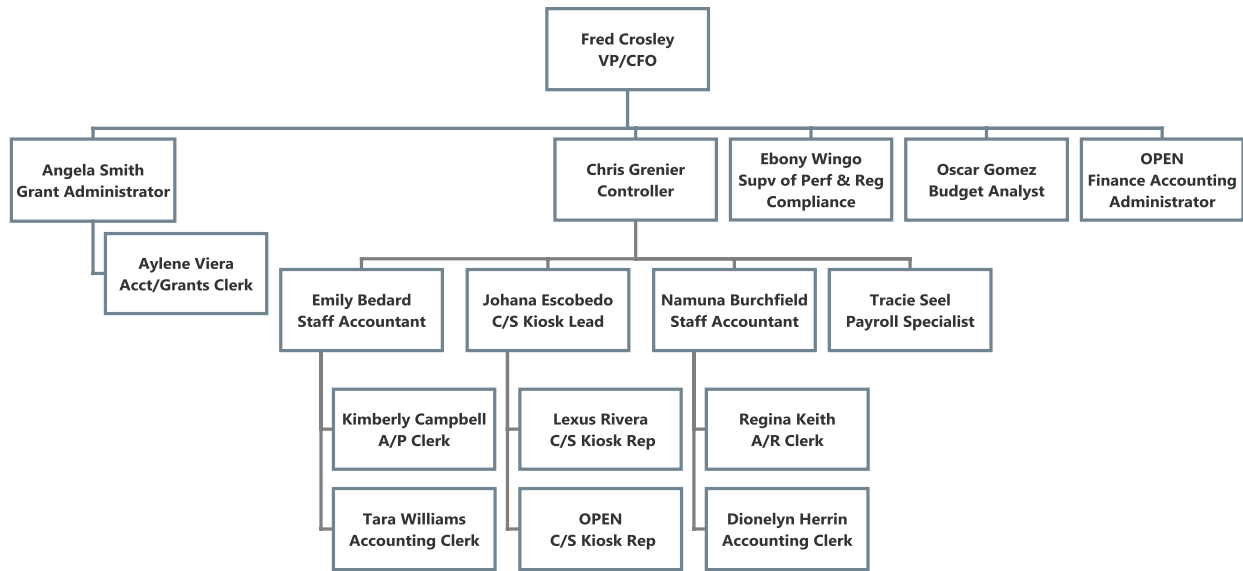 Fred Crosley
VP/CFO
Angela Smith
Grant Administrator
Chris Grenier
Controller
Ebony Wingo
Supv of Perf & Reg
Compliance
Oscar Gomez
Budget Analyst
OPEN
Finance Accounting
Administrator
Aylene Viera
Acct/Grants Clerk
Emily Bedard
Staff Accountant
Johana Escobedo
C/S Kiosk Lead
Namuna Burchfield
Staff Accountant
Tracie Seel
Payroll Specialist
Kimberly Campbell
A/P Clerk
Lexus Rivera
C/S Kiosk Rep
Regina Keith
A/R Clerk
Tara Williams
Accounting Clerk
OPEN
C/S Kiosk Rep
Dionelyn Herrin
Accounting Clerk